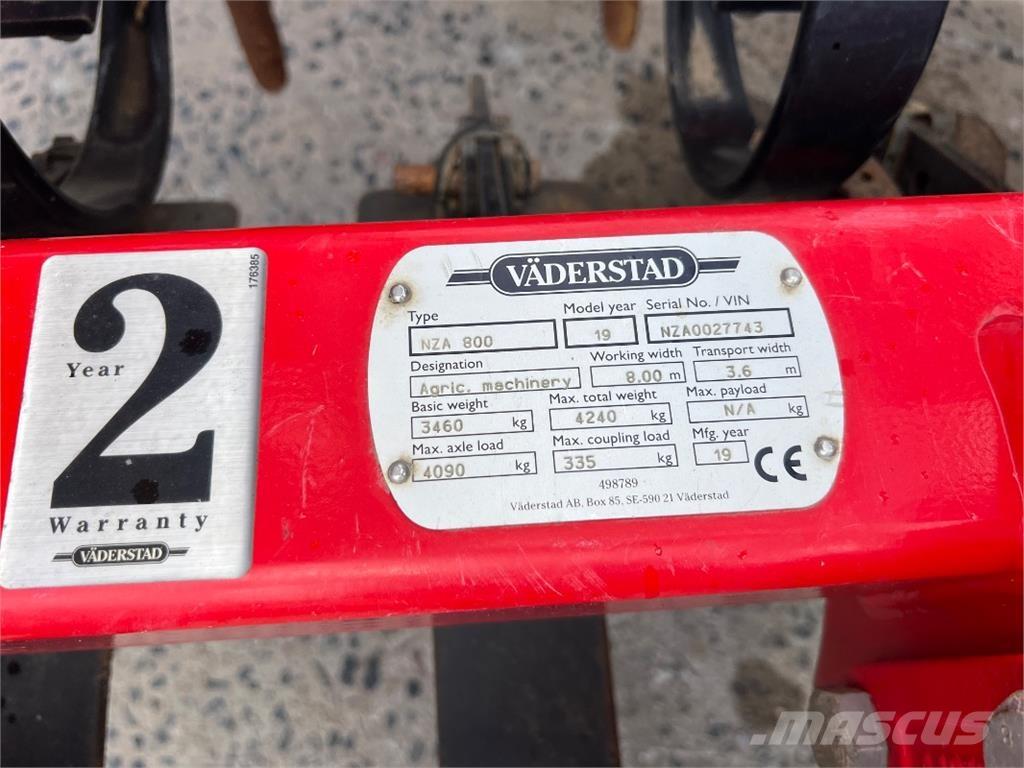 176385
2
Year
Warranty
VÄDERSTAD
VÄDERSTAD
Type Model year Serial No. / VIN
NZA 800 19 NZA0027743
Designation Working width Transport width
Agric. machinery 8.00 m 3.6 m
Basic weight Max. total weight Max. payload
3460 kg 4240 kg N/A kg
Max. axle load Max. coupling load Mfg. year
4090 kg 335 kg 19
CE
498789
Väderstad AB, Box 85, SE-590 21 Väderstad
MASCUS